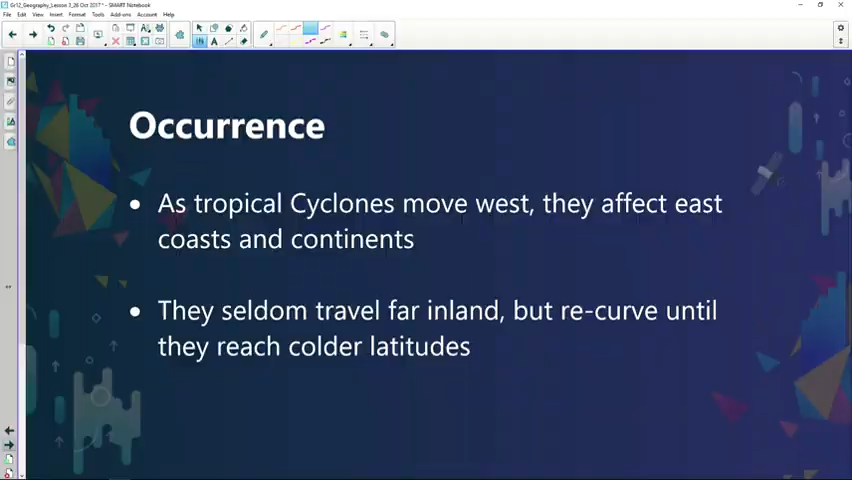 Gr12_Geography_Lesson 3_26 Oct 2017 * - SMART Notebook
File Edit View Insert Format Tools Add-ons Account Help
Occurrence
• As tropical Cyclones move west, they affect east
coasts and continents
• They seldom travel far inland, but re-curve until
they reach colder latitudes